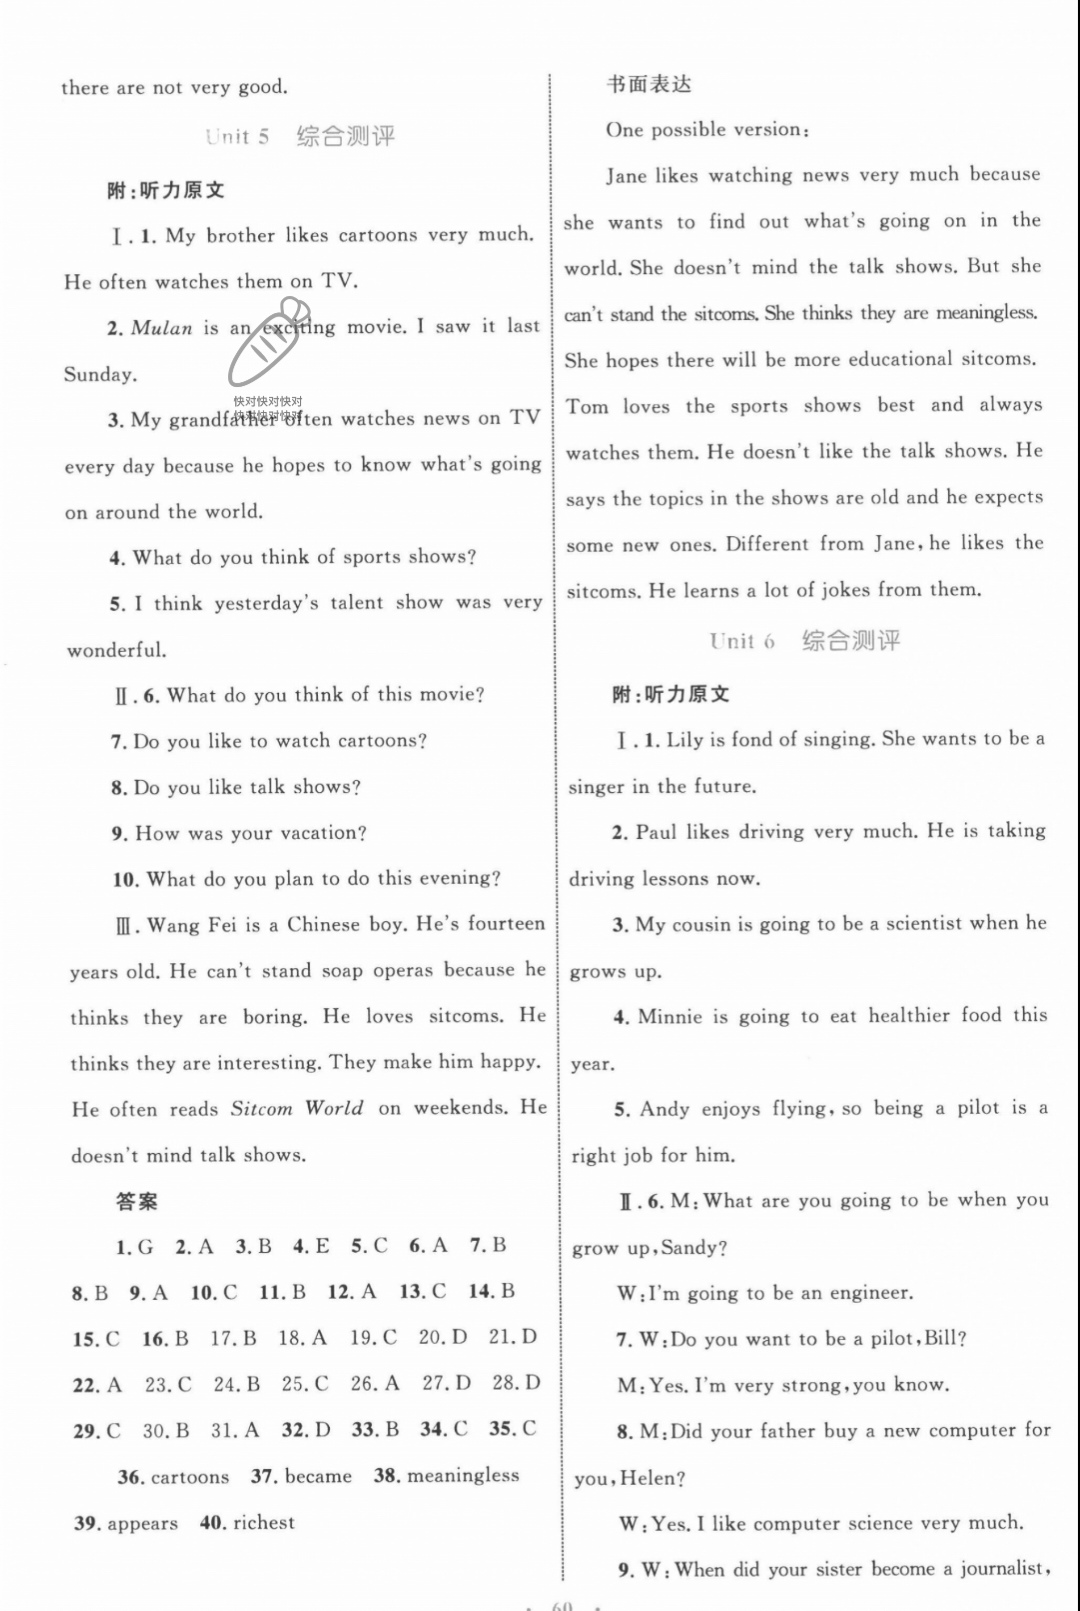 there are not very good.
Unit 5 综合测评
附:听力原文
Ⅰ.1. My brother likes cartoons very much.
He often watches them on TV.
2. Mulan is an exciting movie. I saw it last
Sunday.
快对快对快对
快对快对快对
3. My grandfather often watches news on TV
every day because he hopes to know what's going
on around the world.
4. What do you think of sports shows?
5. I think yesterday's talent show was very
wonderful.
Ⅱ.6. What do you think of this movie?
7. Do you like to watch cartoons?
8. Do you like talk shows?
9. How was your vacation?
10. What do you plan to do this evening?
Ⅲ. Wang Fei is a Chinese boy. He's fourteen
years old. He can't stand soap operas because he
thinks they are boring. He loves sitcoms. He
thinks they are interesting. They make him happy.
He often reads Sitcom World on weekends. He
doesn't mind talk shows.
答案
1. G 2. A 3. B 4. E 5. C 6. A 7. B
8. B 9. A 10. C 11. B 12. A 13. C 14. B
15. C 16. B 17. B 18. A 19. C 20. D 21. D
22. A 23. C 24. B 25. C 26. A 27. D 28. D
29. C 30. B 31. A 32. D 33. B 34. C 35. C
36. cartoons 37. became 38. meaningless
39. appears 40. richest
书面表达
One possible version:
Jane likes watching news very much because
she wants to find out what's going on in the
world. She doesn't mind the talk shows. But she
can't stand the sitcoms. She thinks they are meaningless.
She hopes there will be more educational sitcoms.
Tom loves the sports shows best and always
watches them. He doesn't like the talk shows. He
says the topics in the shows are old and he expects
some new ones. Different from Jane, he likes the
sitcoms. He learns a lot of jokes from them.
Unit 6 综合测评
附:听力原文
Ⅰ.1. Lily is fond of singing. She wants to be a
singer in the future.
2. Paul likes driving very much. He is taking
driving lessons now.
3. My cousin is going to be a scientist when he
grows up.
4. Minnie is going to eat healthier food this
year.
5. Andy enjoys flying, so being a pilot is a
right job for him.
Ⅱ.6. M: What are you going to be when you
grow up, Sandy?
W: I'm going to be an engineer.
7. W: Do you want to be a pilot, Bill?
M: Yes. I'm very strong, you know.
8. M: Did your father buy a new computer for
you, Helen?
W: Yes. I like computer science very much.
9. W: When did your sister become a journalist,
· 60 ·